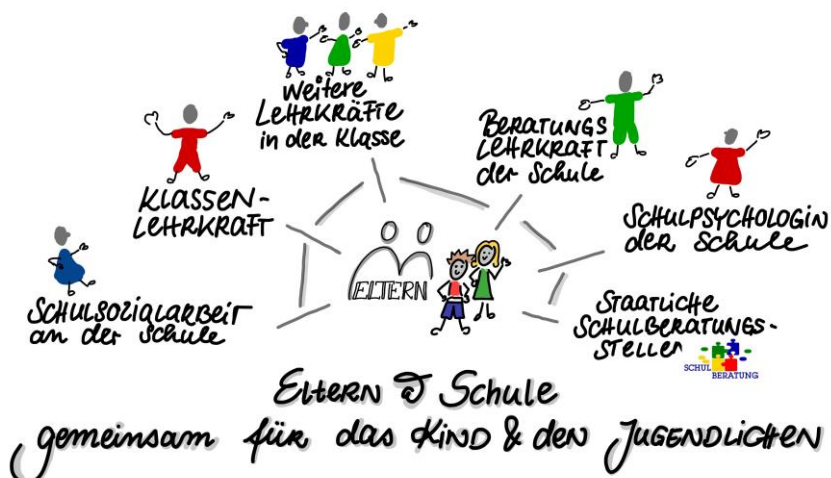 Weitere
Lehrkräfte
in der Klasse
Klassen-
lehrkraft
Beratungs
lehrkraft
der Schule
Schulpsychologin
der Schule
Schulsozialarbeit
an der Schule
ELTERN
Staatliche
Schulberatungs-
stellen
SCHUL
BERATUNG
Eltern & Schule
gemeinsam für das Kind & den Jugendlichen